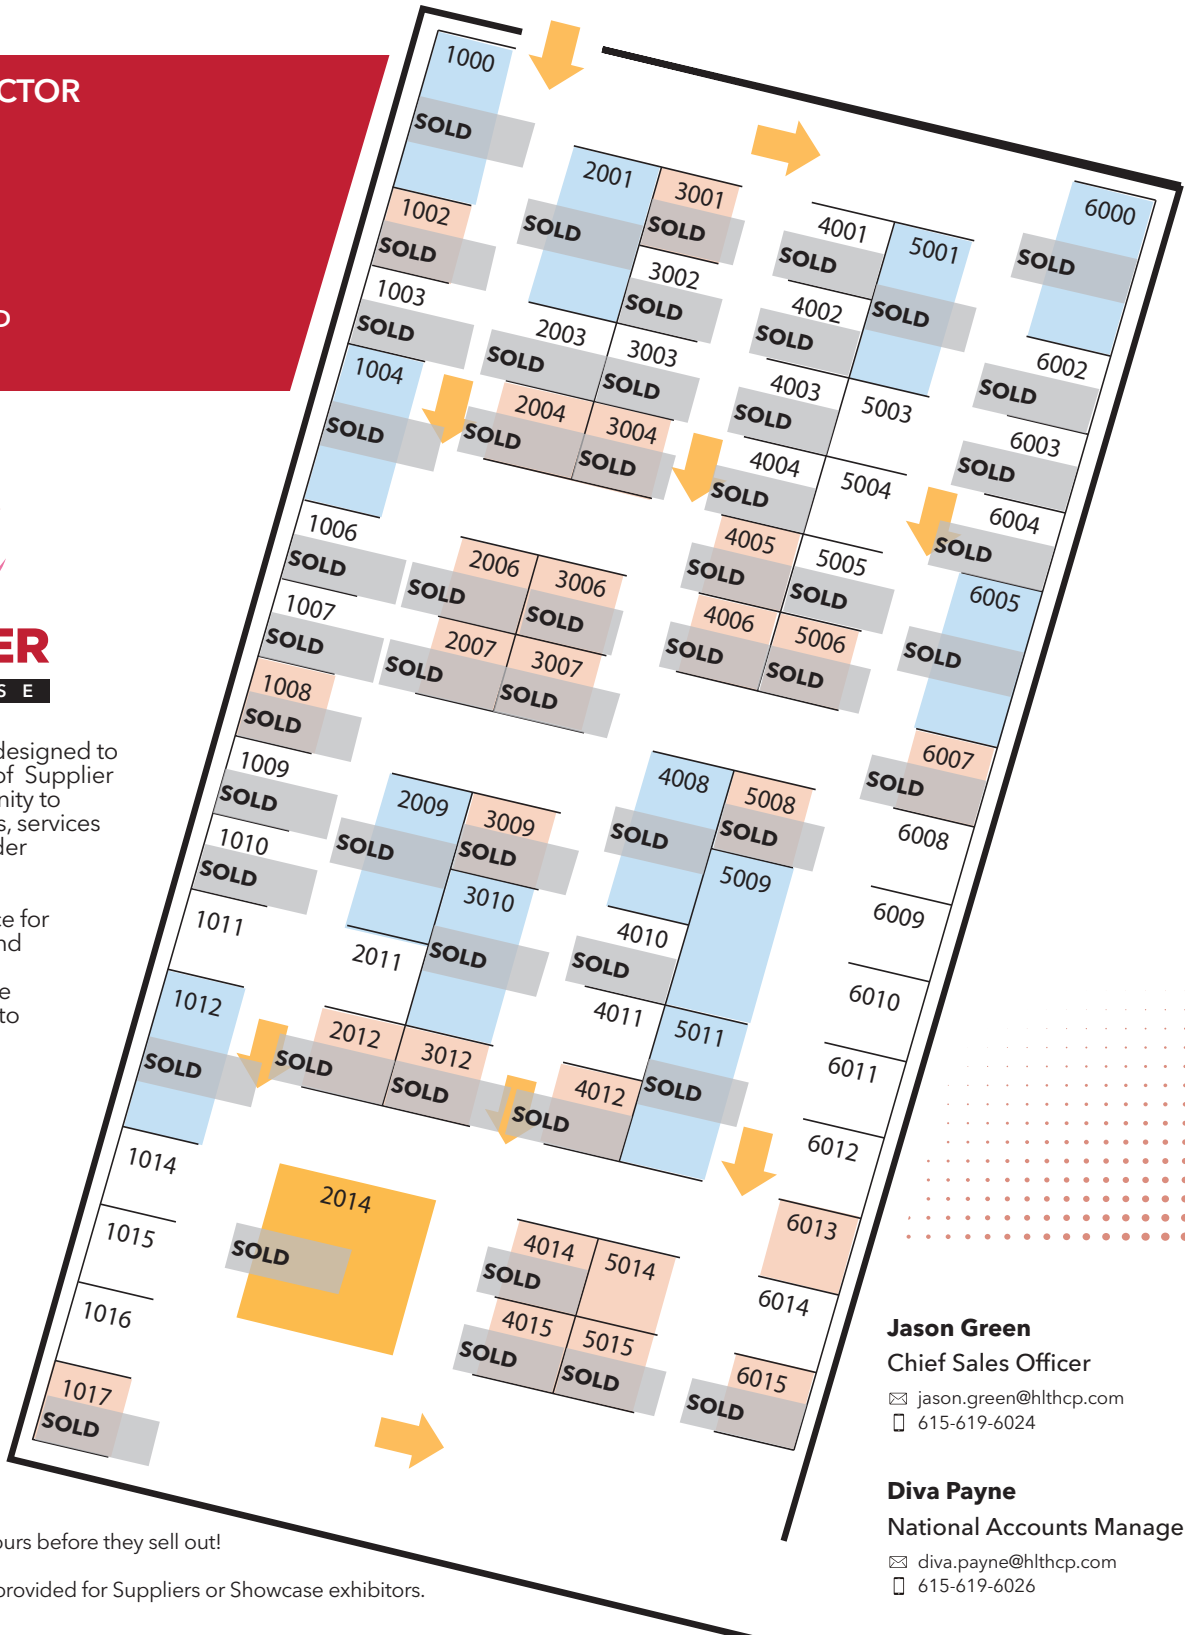 CTOR
D
ER
S E
designed to
of Supplier
nity to
s, services
der
ce for
nd
e
to
1000
SOLD
1002
SOLD
1003
SOLD
1004
SOLD
1006
SOLD
1007
SOLD
1008
SOLD
1009
SOLD
1010
SOLD
1011
1012
SOLD
1014
1015
1016
1017
SOLD
2001
SOLD
2003
SOLD
2004
SOLD
2006
SOLD
2007
SOLD
2009
SOLD
2011
2012
SOLD
2014
SOLD
3001
SOLD
3002
SOLD
3003
SOLD
3004
SOLD
3006
SOLD
3007
SOLD
3009
SOLD
3010
SOLD
3012
SOLD
4001
SOLD
4002
SOLD
4003
SOLD
4004
SOLD
4005
SOLD
4006
SOLD
4008
SOLD
4010
SOLD
4011
4012
SOLD
4014
SOLD
4015
SOLD
5001
SOLD
5003
5004
5005
SOLD
5006
SOLD
5008
SOLD
5009
5011
SOLD
5014
5015
SOLD
6000
SOLD
6002
SOLD
6003
SOLD
6004
SOLD
6005
SOLD
6007
SOLD
6008
6009
6010
6011
6012
6013
6014
6015
SOLD
Jason Green
Chief Sales Officer
jason.green@hlthcp.com
615-619-6024
Diva Payne
National Accounts Manage
diva.payne@hlthcp.com
615-619-6026
ours before they sell out!
provided for Suppliers or Showcase exhibitors.